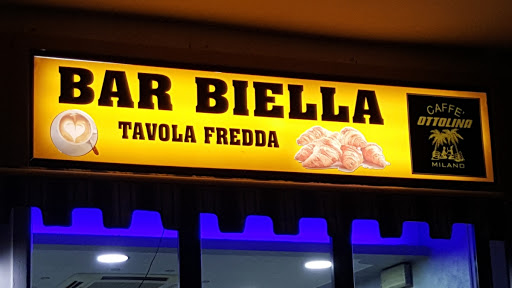 BAR BIELLA
TAVOLA FREDDA
CAFFE'
OTTOLINA
MILANO